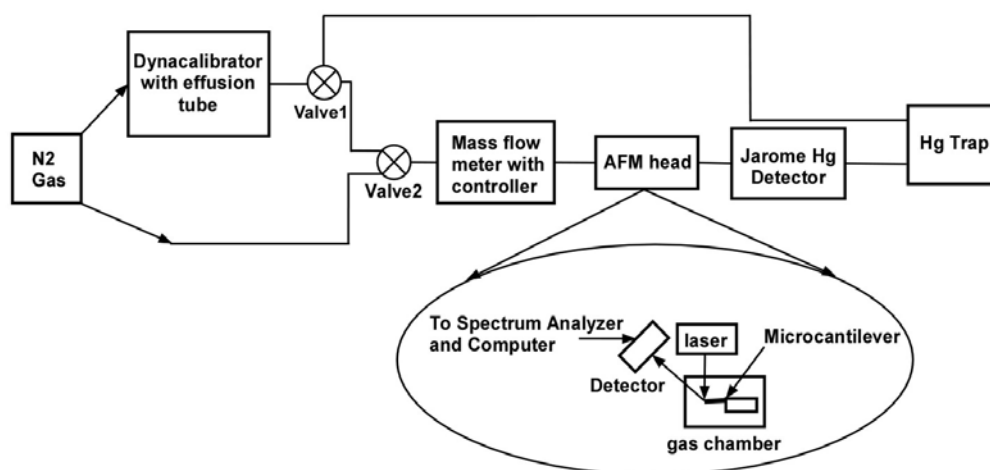 Dynacalibrator
with effusion
tube
Valve1
N2
Gas
Valve2
Mass flow
meter with
controller
AFM head
Jarome Hg
Detector
Hg Trap
To Spectrum Analyzer
and Computer
Detector
laser
Microcantilever
gas chamber